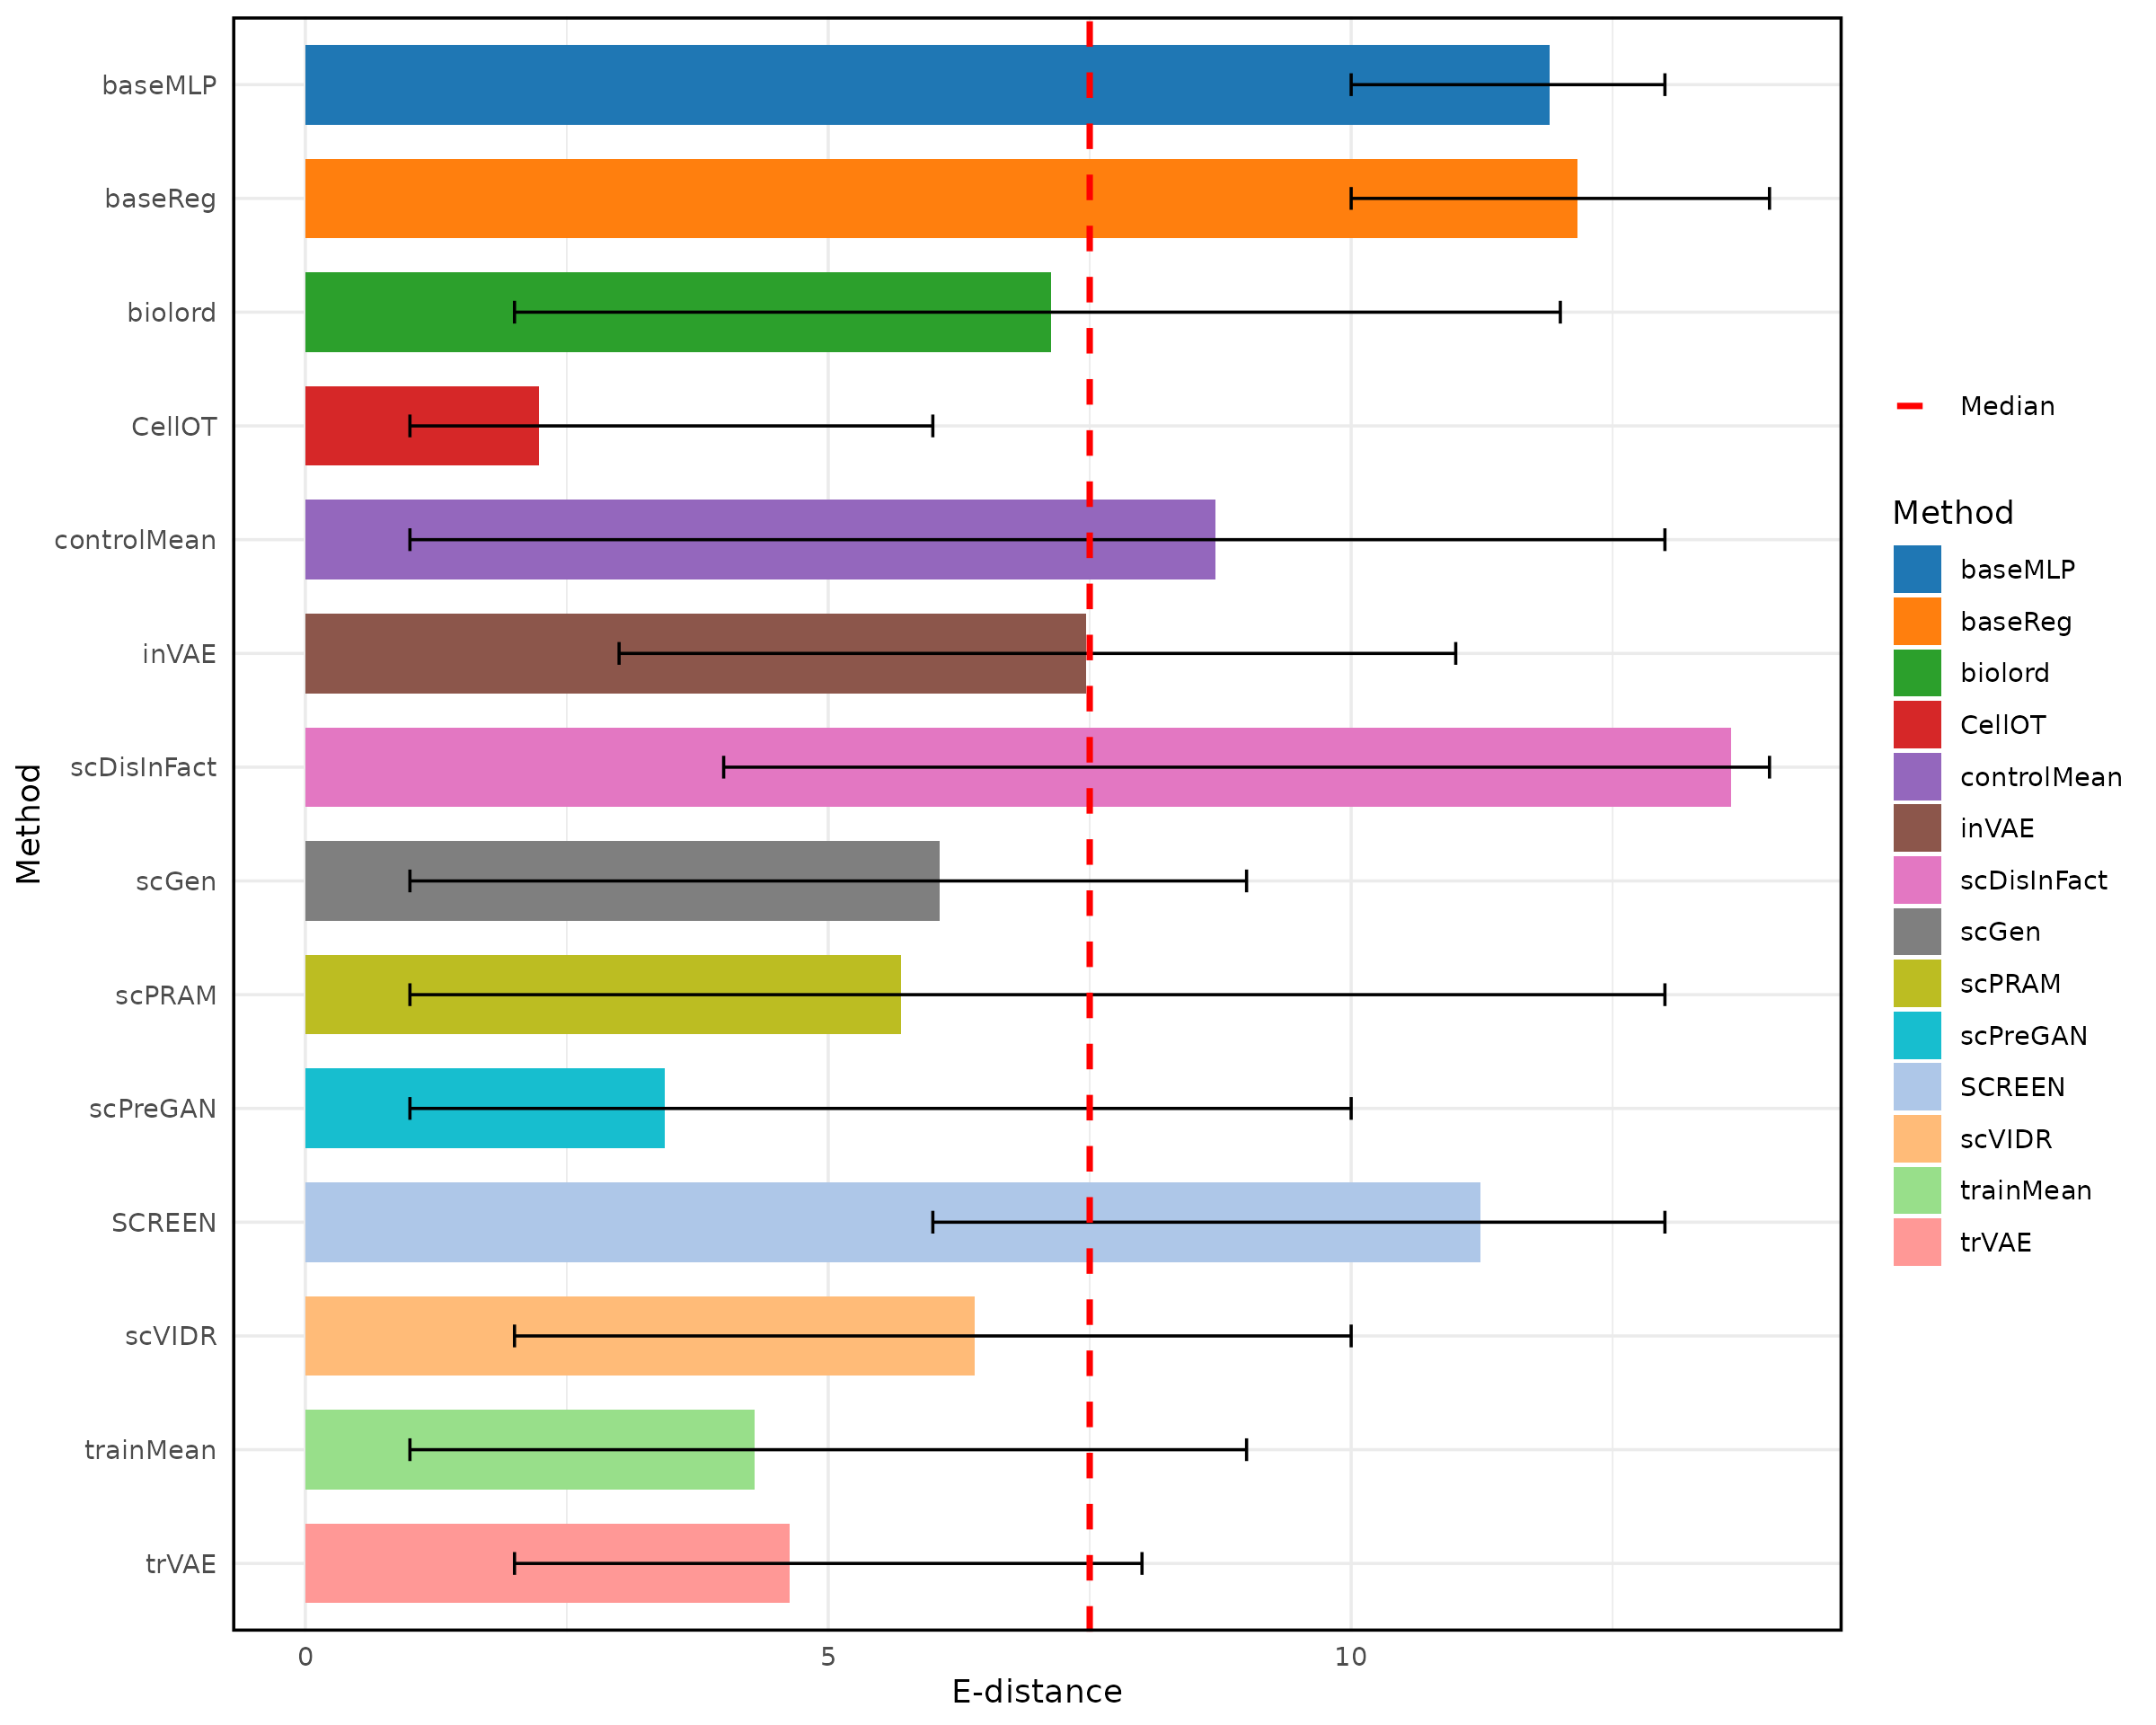 baseMLP
baseReg
biolord
CellOT
controlMean
inVAE
scDisInFact
scGen
scPRAM
scPreGAN
SCREEN
scVIDR
trainMean
trVAE
Method
0 5 10
E-distance
Median
Method
baseMLP
baseReg
biolord
CellOT
controlMean
inVAE
scDisInFact
scGen
scPRAM
scPreGAN
SCREEN
scVIDR
trainMean
trVAE